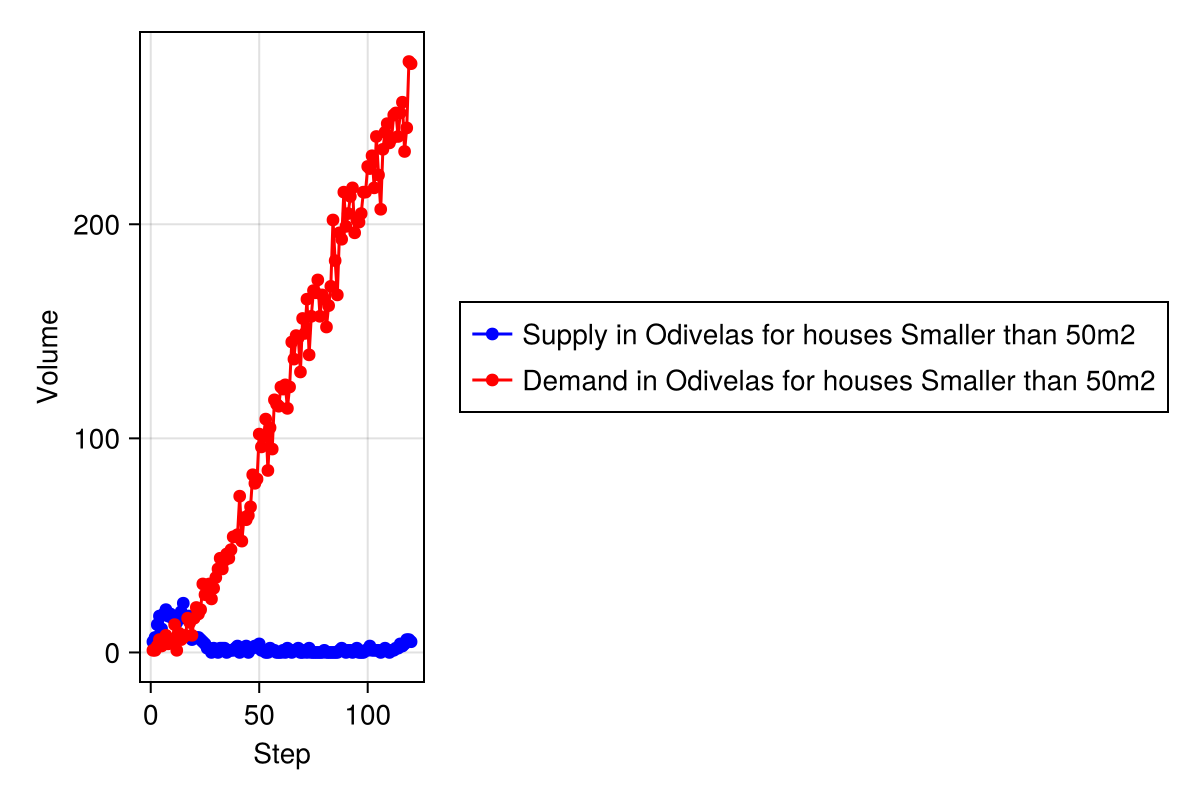 Volume
200
100
0
0 50 100
Step
Supply in Odivelas for houses Smaller than 50m2
Demand in Odivelas for houses Smaller than 50m2